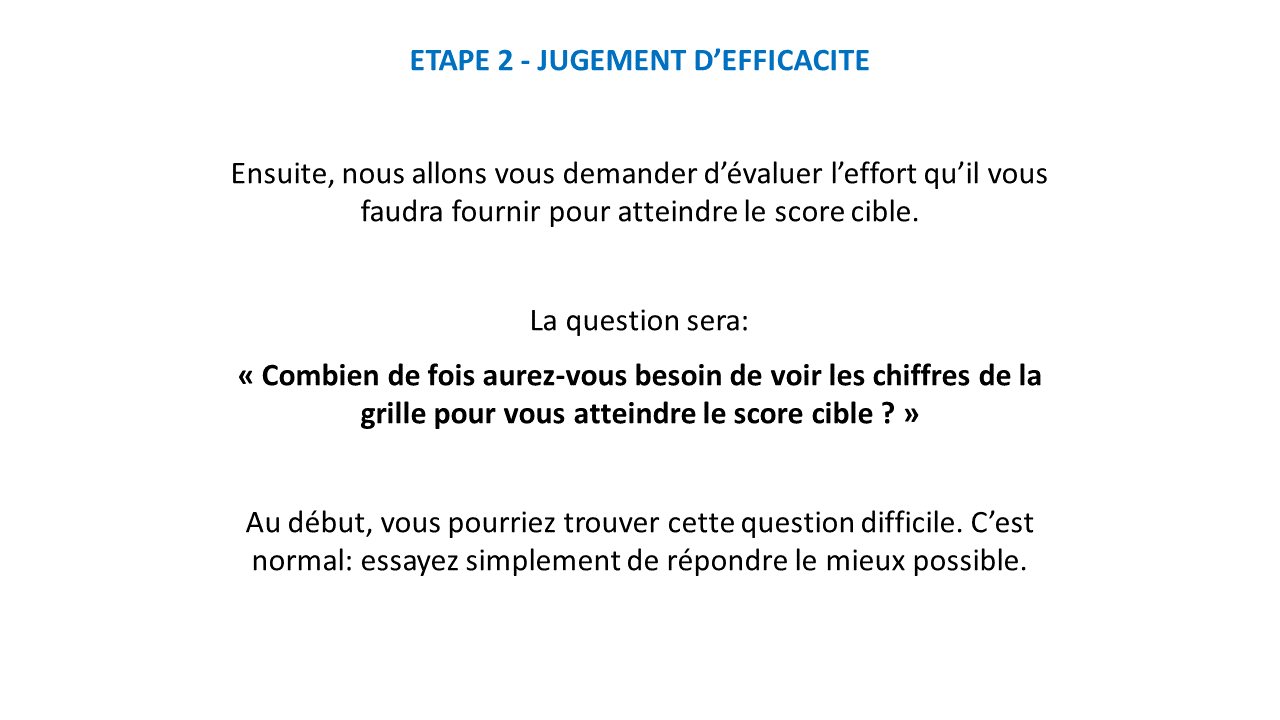 ETAPE 2 - JUGEMENT D’EFFICACITE
Ensuite, nous allons vous demander d’évaluer l’effort qu’il vous
faudra fournir pour atteindre le score cible.
La question sera:
« Combien de fois aurez-vous besoin de voir les chiffres de la
grille pour vous atteindre le score cible ? »
Au début, vous pourriez trouver cette question difficile. C’est
normal: essayez simplement de répondre le mieux possible.